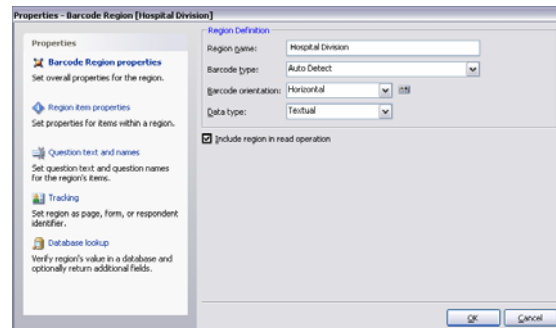 Properties - Barcode Region [Hospital Division]
Properties
Barcode Region properties
Set overall properties for the region.
Region item properties
Set properties for items within a region.
Question text and names
Set question text and question names
for the region's items.
Tracking
Set region as page, form, or respondent
identifier.
Database lookup
Verify region's value in a database and
optionally return additional fields.
Region Definition
Region name: Hospital Division
Barcode type: Auto Detect
Barcode orientation: Horizontal
Data type: Textual
Include region in read operation
OK Cancel